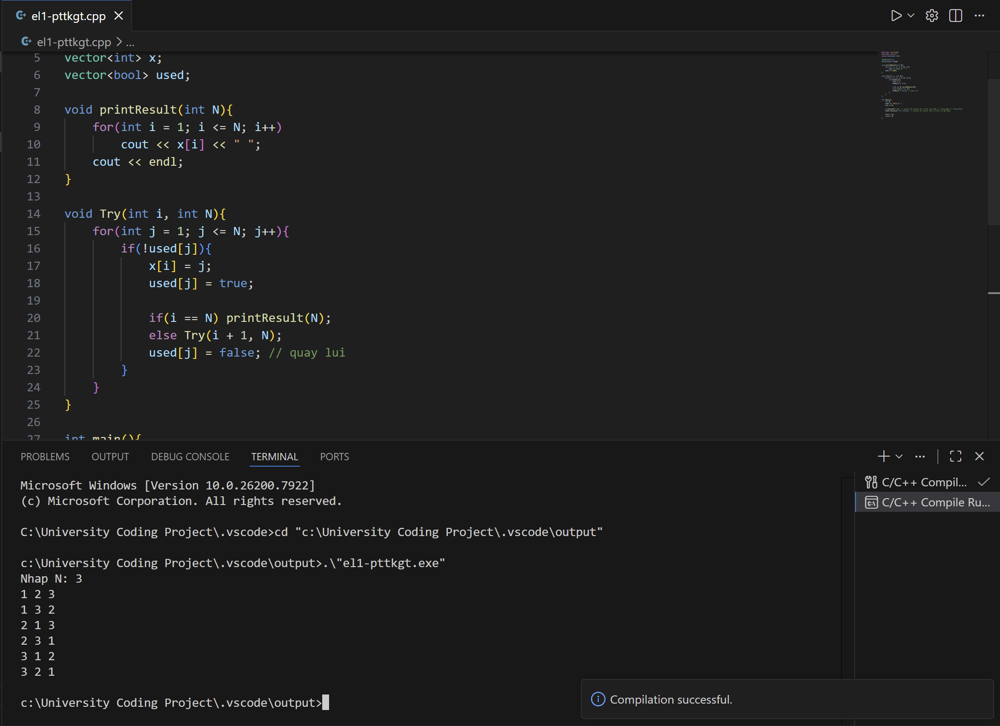 el1-pttkgt.cpp
el1-pttkgt.cpp > ...
5 vector<int> x;
6 vector<bool> used;
7
8 void printResult(int N){
9     for(int i = 1; i <= N; i++)
10         cout << x[i] << " ";
11     cout << endl;
12 }
13
14 void Try(int i, int N){
15     for(int j = 1; j <= N; j++){
16         if(!used[j]){
17             x[i] = j;
18             used[j] = true;
19
20             if(i == N) printResult(N);
21             else Try(i + 1, N);
22             used[j] = false; // quay lui
23         }
24     }
25 }
26
27 int main(){
PROBLEMS OUTPUT DEBUG CONSOLE TERMINAL PORTS
Microsoft Windows [Version 10.0.26200.7922]
(c) Microsoft Corporation. All rights reserved.
C:\University Coding Project\.vscode>cd "c:\University Coding Project\.vscode\output"
c:\University Coding Project\.vscode\output>.\"el1-pttkgt.exe"
Nhap N: 3
1 2 3
1 3 2
2 1 3
2 3 1
3 1 2
3 2 1
c:\University Coding Project\.vscode\output>
C/C++ Compil...
C/C++ Compile Ru...
Compilation successful.